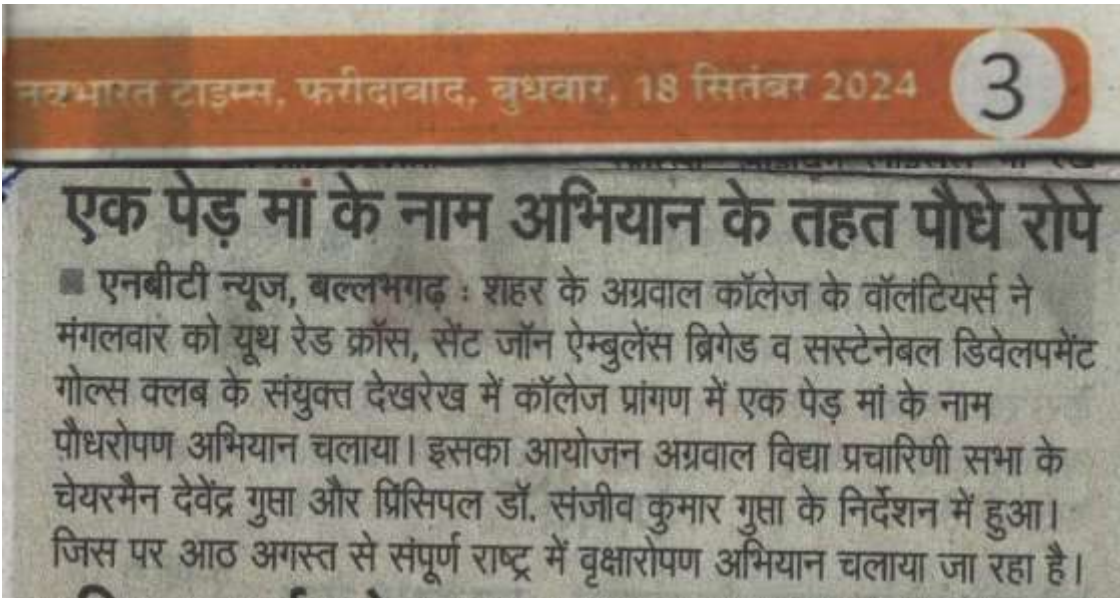 नवभारत टाइम्स, फरीदाबाद, बुधवार, 18 सितंबर 2024 3
एक पेड़ मां के नाम अभियान के तहत पौधे रोपे
■ एनबीटी न्यूज, बल्लभगढ़ : शहर के अग्रवाल कॉलेज के वॉलंटियर्स ने
मंगलवार को यूथ रेड क्रॉस, सेंट जॉन ऐम्बुलेंस ब्रिगेड व सस्टेनेबल डिवेलपमेंट
गोल्स क्लब के संयुक्त देखरेख में कॉलेज प्रांगण में एक पेड़ मां के नाम
पौधरोपण अभियान चलाया। इसका आयोजन अग्रवाल विद्या प्रचारिणी सभा के
चेयरमैन देवेंद्र गुप्ता और प्रिंसिपल डॉ. संजीव कुमार गुप्ता के निर्देशन में हुआ।
जिस पर आठ अगस्त से संपूर्ण राष्ट्र में वृक्षारोपण अभियान चलाया जा रहा है।